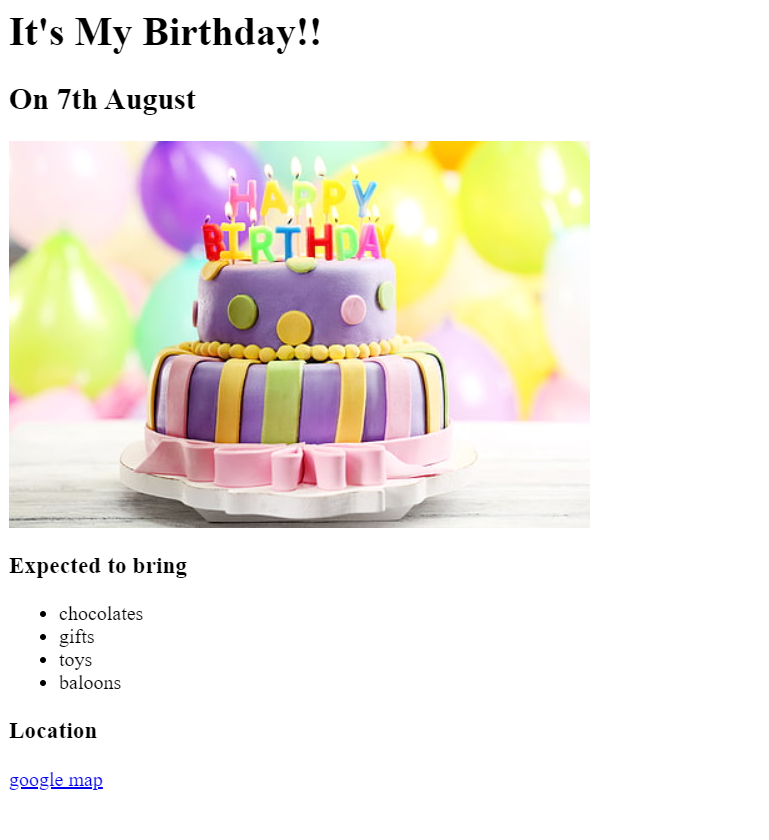 It's My Birthday!!
On 7th August
HAPPY
BIRTHDAY
Expected to bring
chocolates
gifts
toys
baloons
Location
google map